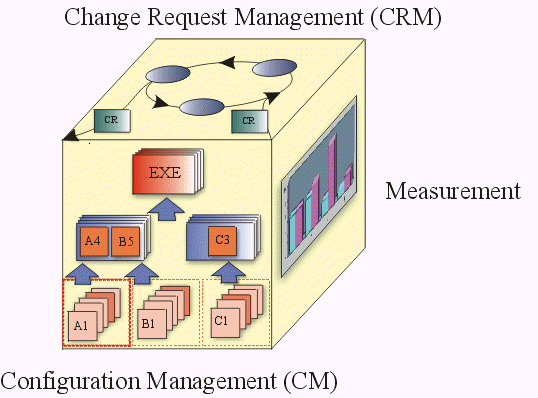 Change Request Management (CRM)
CR
CR
.EXE
Measurement
A4
B5
C3
A1
B1
C1
Configuration Management (CM)